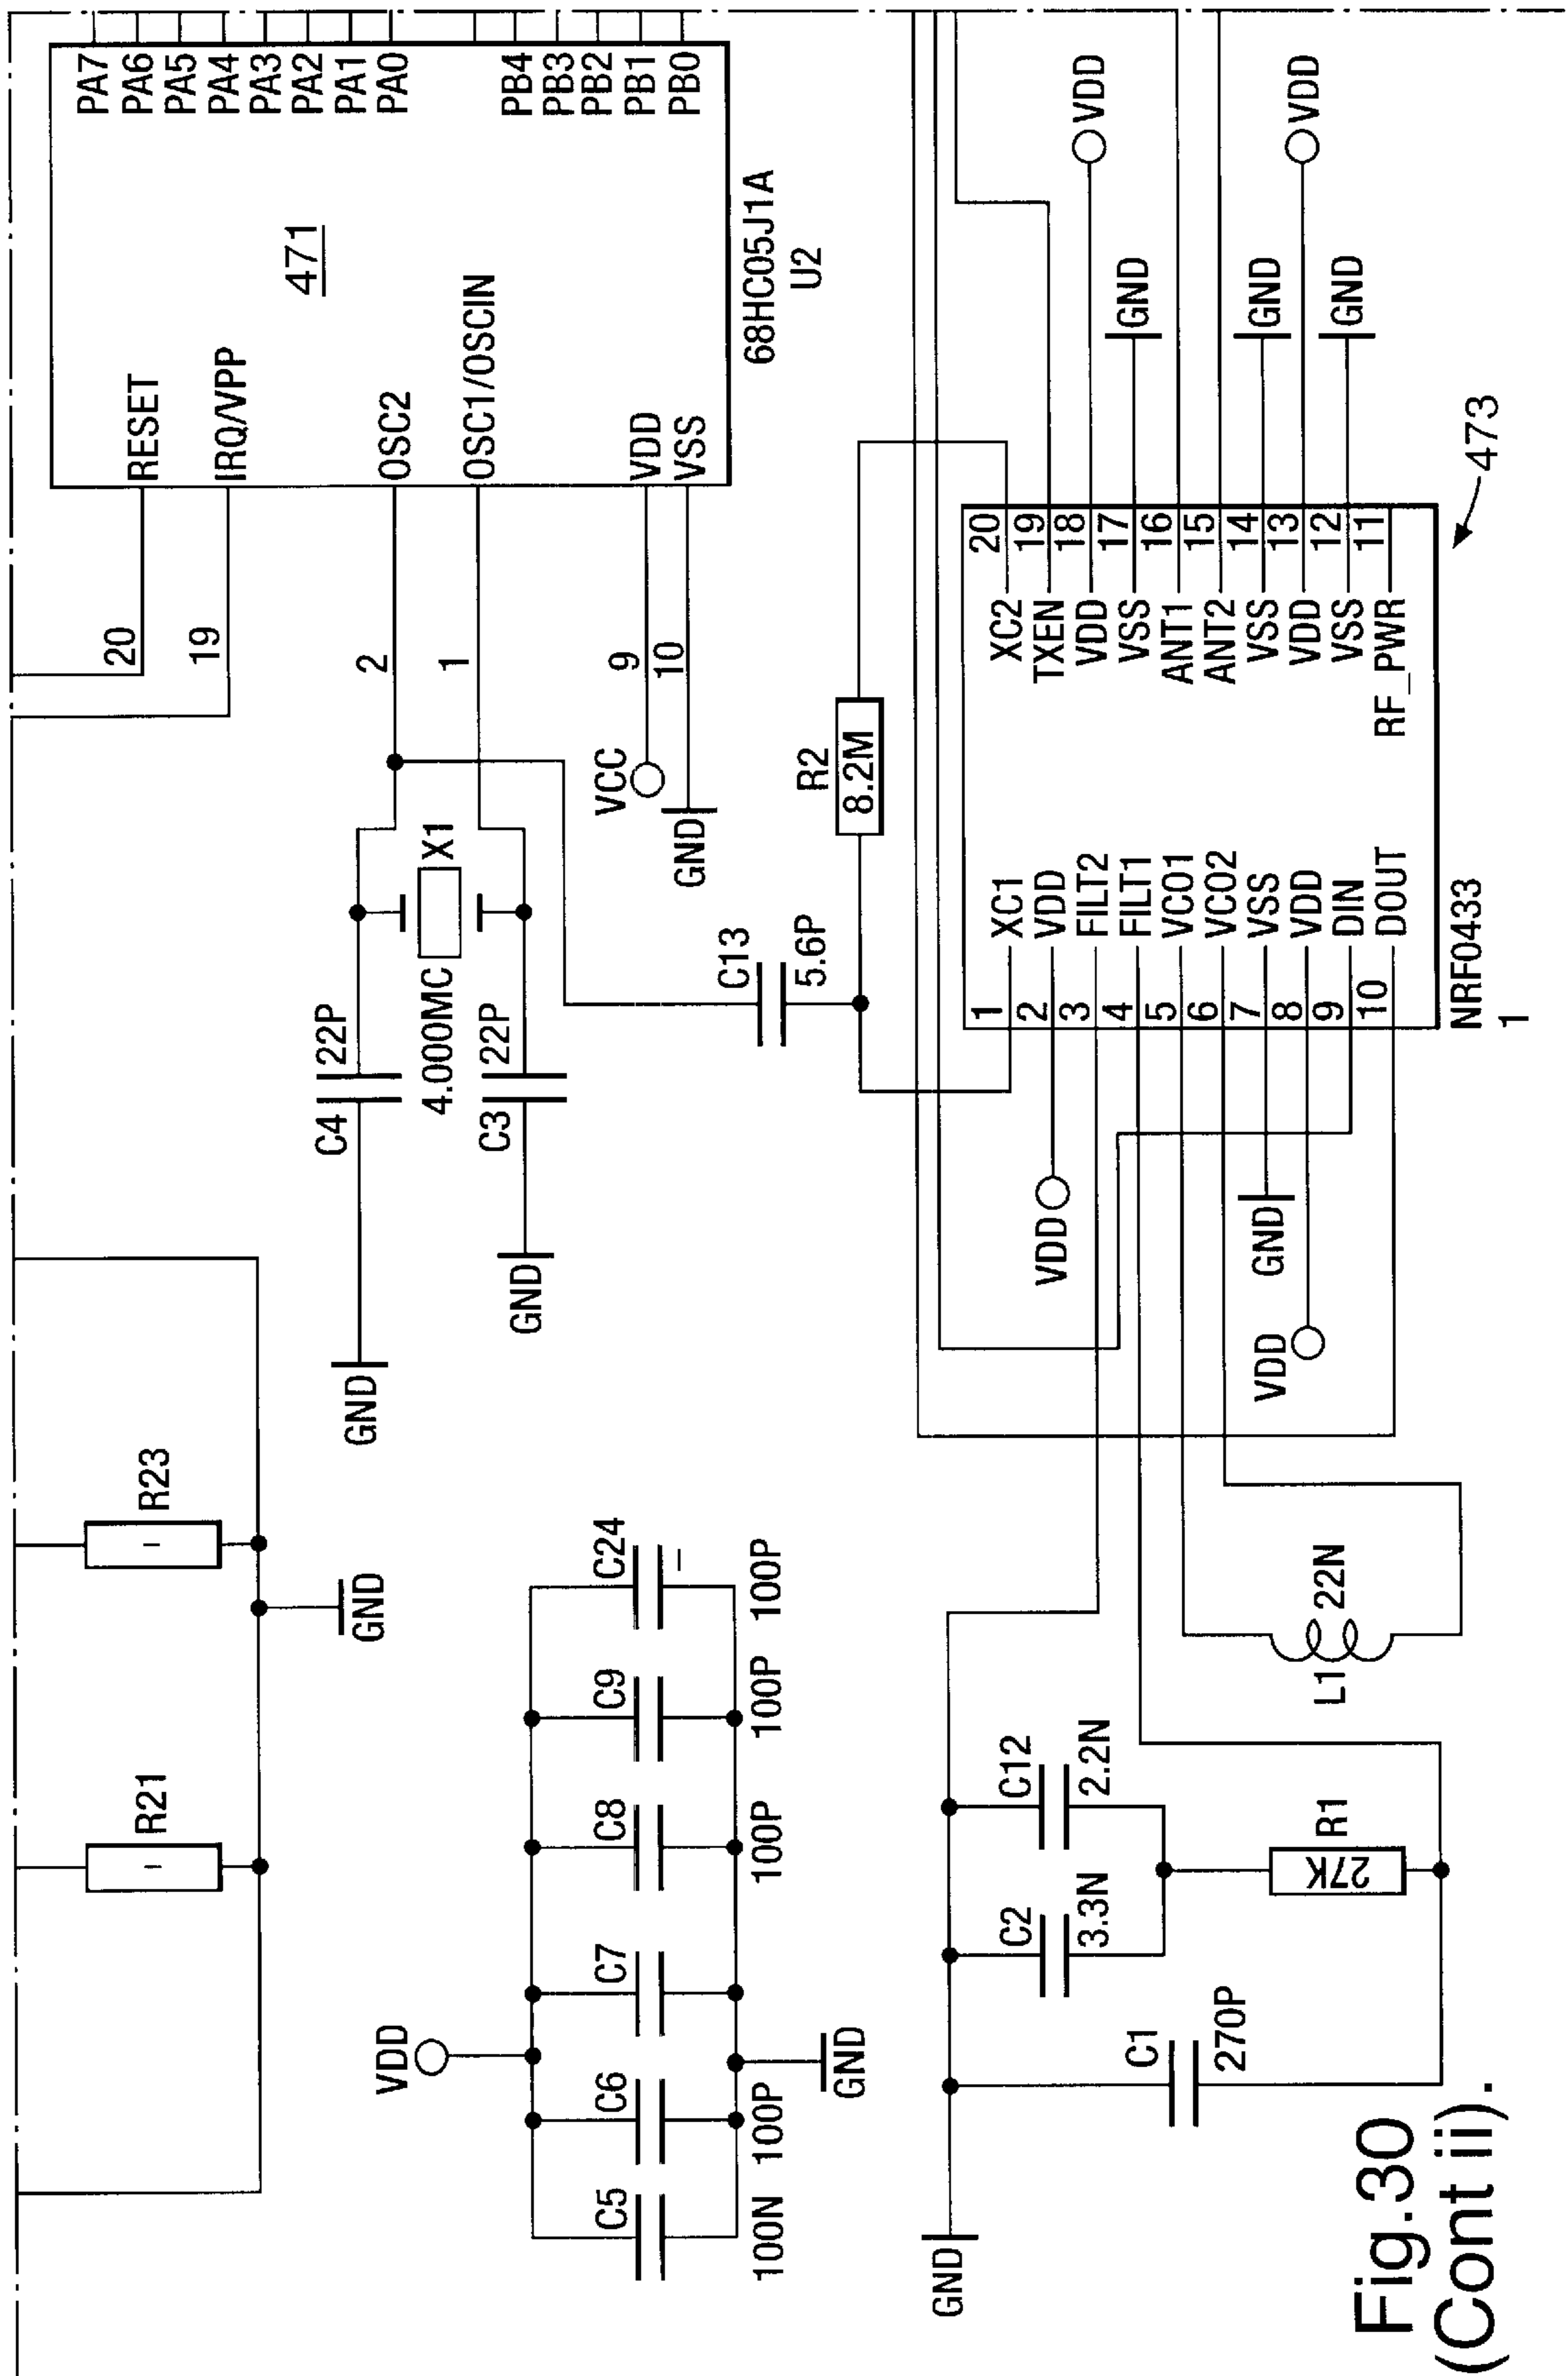 PA7
PA6
PA5
PA4
PA3
PA2
PA1
PA0
PB4
PB3
PB2
PB1
PB0
471
RESET
IRQ/VPP
OSC2
OSC1/OSCIN
VDD
VSS
68HC05J1A
U2
20
19
2
1
9
10
VCC
GND
X1
4.000MC
C4
22P
C3
22P
GND
GND
C13
5.6P
R2
8.2M
R23
-
R21
-
GND
VDD
C5
C6
C7
C8
C9
C24
-
100N
100P
100P
100P
100P
GND
VDD
GND
VDD
GND
GND
20
19
18
17
16
15
14
13
12
11
XC2
TXEN
VDD
VSS
ANT1
ANT2
VSS
VDD
VSS
RF_PWR
XC1
VDD
FILT2
FILT1
VCO1
VCO2
VSS
VDD
DIN
DOUT
1
2
3
4
5
6
7
8
9
10
NRF0433
1
473
VDD
GND
VDD
L1
22N
C12
2.2N
C2
3.3N
R1
27K
C1
270P
GND
Fig.30
(Cont ii).